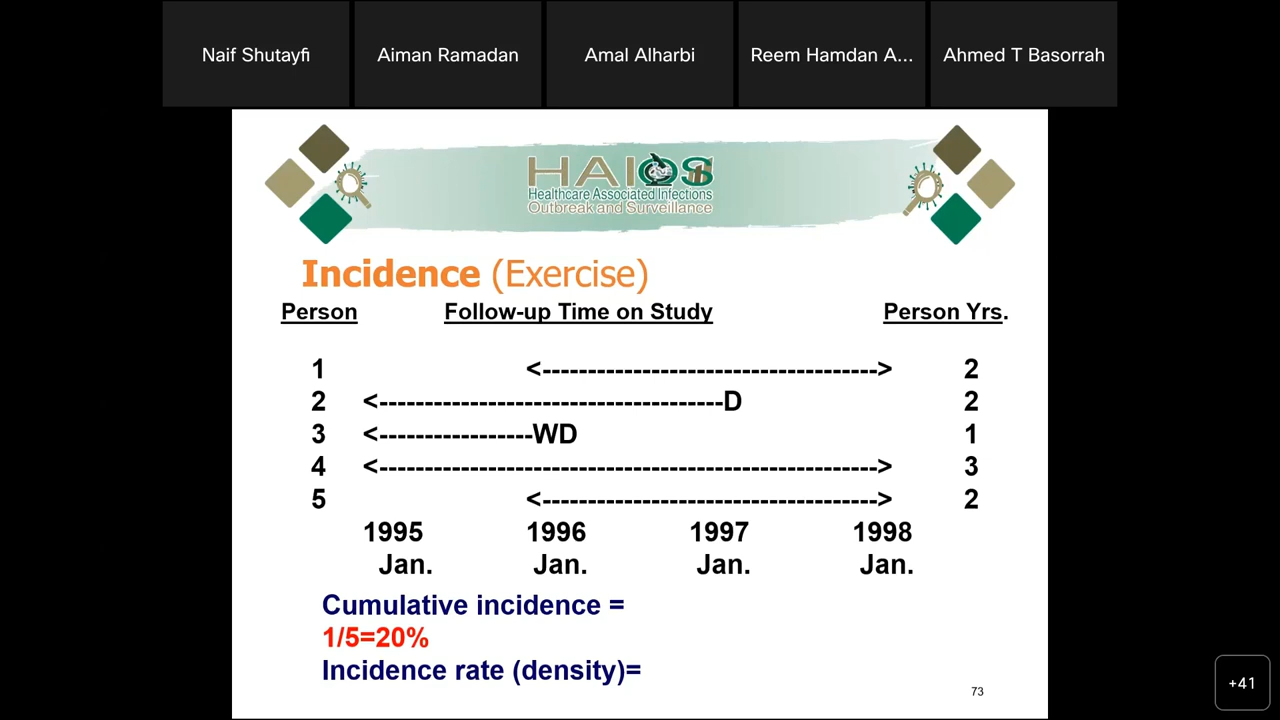 Naif Shutayfi Aiman Ramadan Amal Alharbi Reem Hamdan A... Ahmed T Basorrah
HAIOS
Healthcare Associated Infections
Outbreak and Surveillance
Incidence (Exercise)
Person Follow-up Time on Study Person Yrs.
1 <-------------------------------------> 2
2 <--------------------------------------D 2
3 <-----------------WD 1
4 <-------------------------------------------------------> 3
5 <-------------------------------------> 2
1995 1996 1997 1998
Jan. Jan. Jan. Jan.
Cumulative incidence =
1/5=20%
Incidence rate (density)=
73
+41